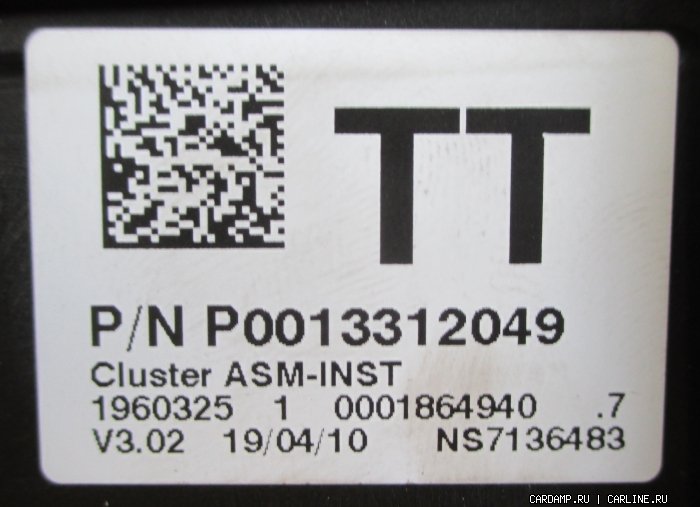 TT
P/N P0013312049
Cluster ASM-INST
1960325 1 0001864940 .7
V3.02 19/04/10 NS7136483
CARDAMP.RU | CARLINE.RU